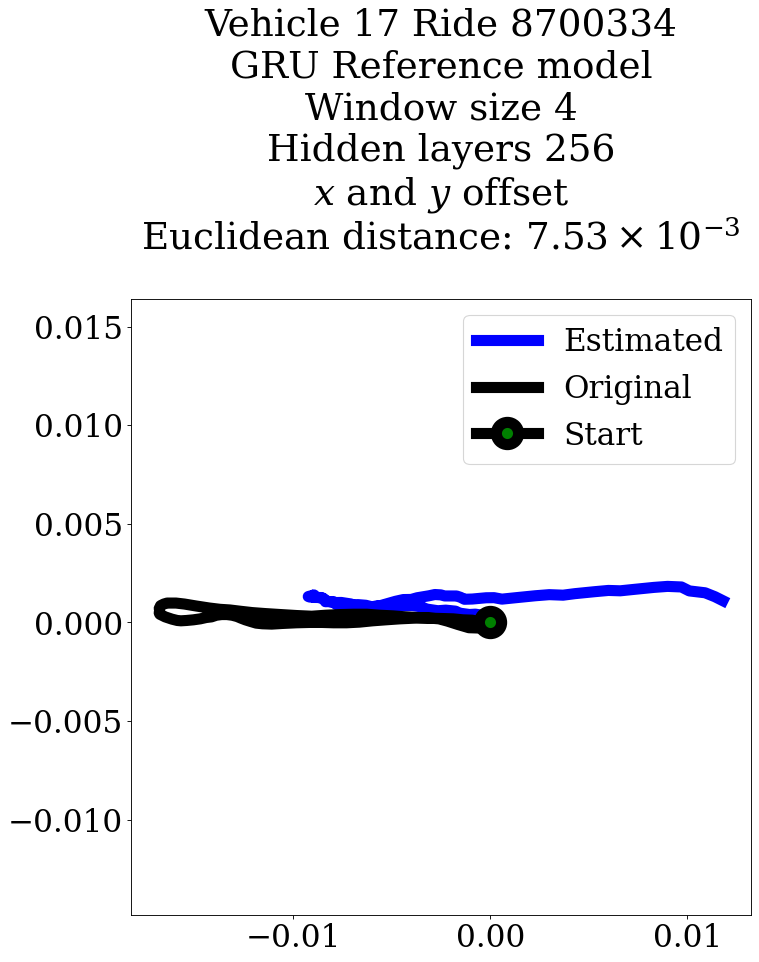 Vehicle 17 Ride 8700334
GRU Reference model
Window size 4
Hidden layers 256
x and y offset
Euclidean distance: 7.53 × 10⁻³
Estimated
Original
Start
0.015
0.010
0.005
0.000
−0.005
−0.010
−0.01 0.00 0.01